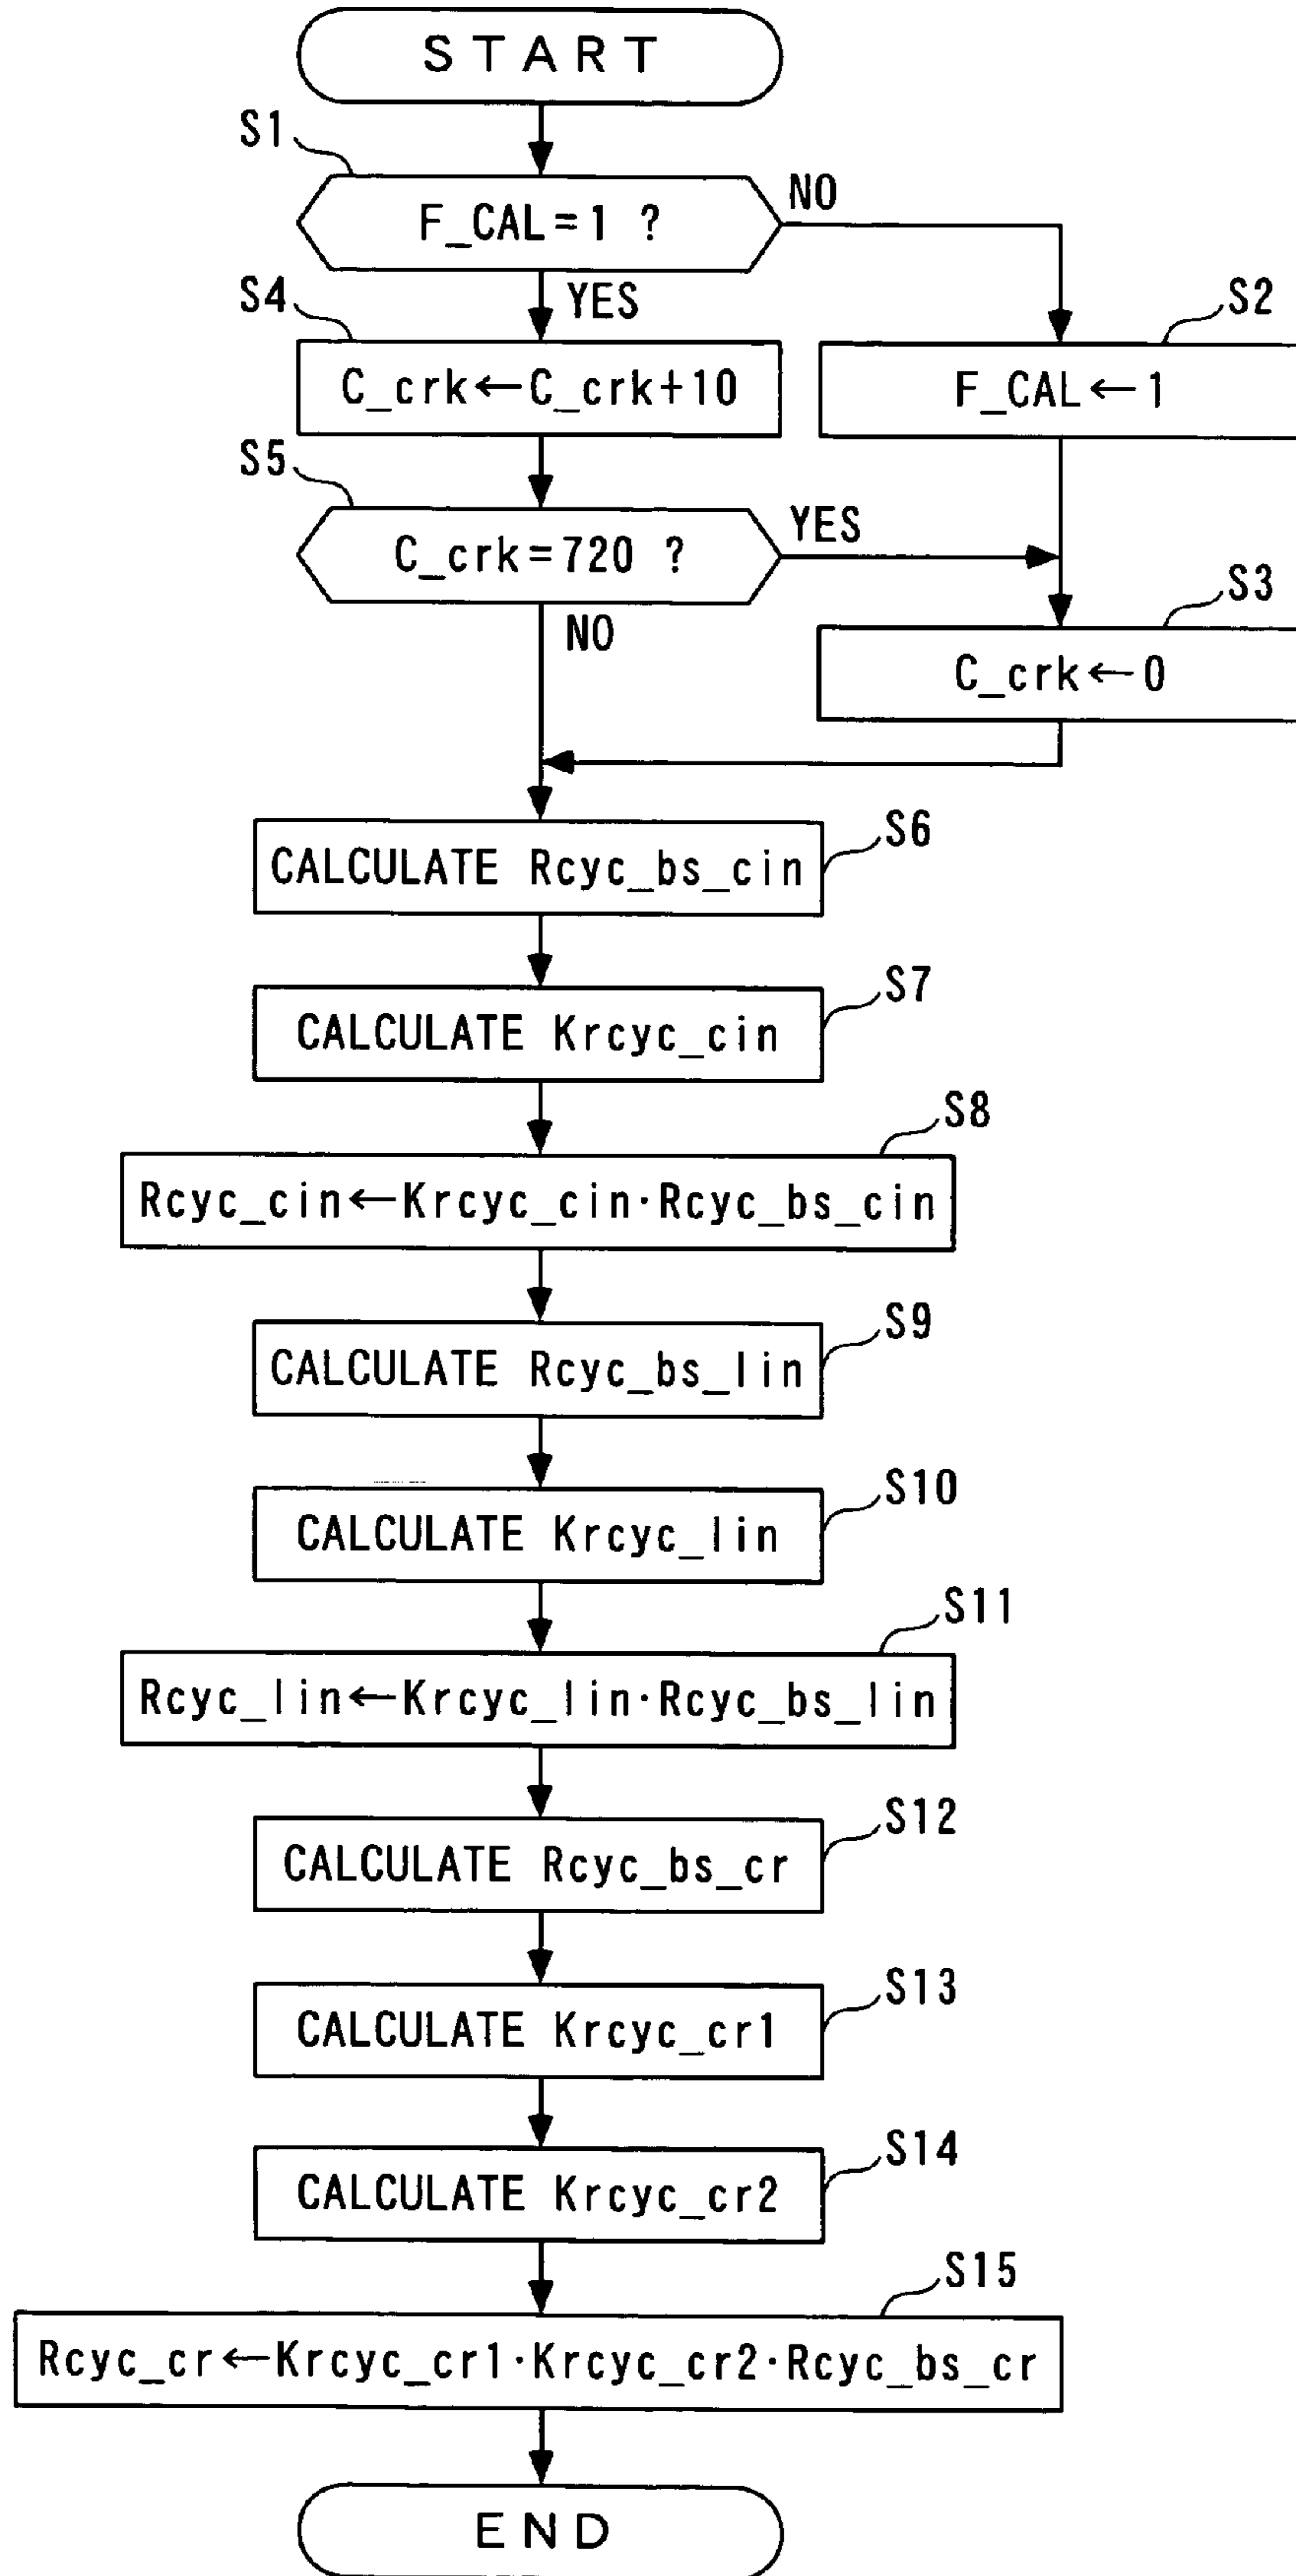 START
S1
F_CAL=1 ?
NO
YES
S4
C_crk←C_crk+10
S2
F_CAL←1
S5
C_crk=720 ?
YES
NO
S3
C_crk←0
S6
CALCULATE Rcyc_bs_cin
S7
CALCULATE Krcyc_cin
S8
Rcyc_cin←Krcyc_cin·Rcyc_bs_cin
S9
CALCULATE Rcyc_bs_lin
S10
CALCULATE Krcyc_lin
S11
Rcyc_lin←Krcyc_lin·Rcyc_bs_lin
S12
CALCULATE Rcyc_bs_cr
S13
CALCULATE Krcyc_cr1
S14
CALCULATE Krcyc_cr2
S15
Rcyc_cr←Krcyc_cr1·Krcyc_cr2·Rcyc_bs_cr
END